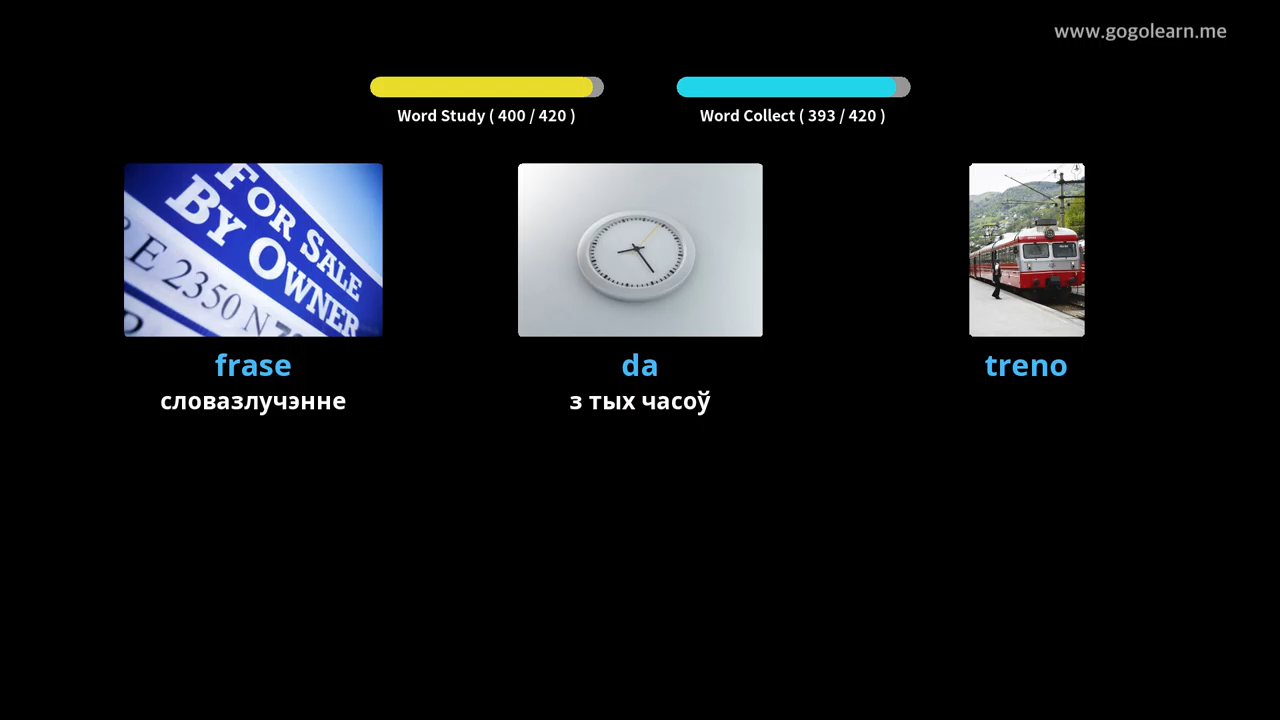 www.gogolearn.me
Word Study ( 400 / 420 )
Word Collect ( 393 / 420 )
FOR SALE
BY OWNER
E 2350 N
frase
da
treno
словазлучэнне
з тых часоў